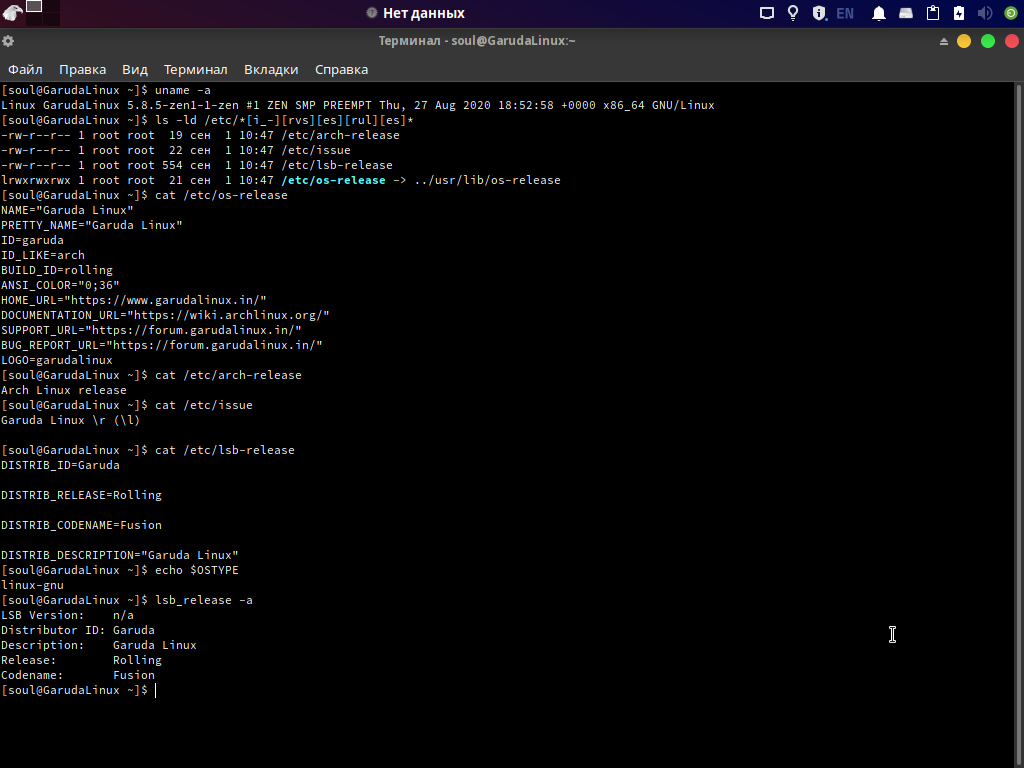 Нет данных
EN
Терминал - soul@GarudaLinux:~
Файл Правка Вид Терминал Вкладки Справка
[soul@GarudaLinux ~]$ uname -a
Linux GarudaLinux 5.8.5-zen1-1-zen #1 ZEN SMP PREEMPT Thu, 27 Aug 2020 18:52:58 +0000 x86_64 GNU/Linux
[soul@GarudaLinux ~]$ ls -ld /etc/*[i_-][rvs][es][rul][es]*
-rw-r--r-- 1 root root  19 сен  1 10:47 /etc/arch-release
-rw-r--r-- 1 root root  22 сен  1 10:47 /etc/issue
-rw-r--r-- 1 root root 554 сен  1 10:47 /etc/lsb-release
lrwxrwxrwx 1 root root  21 сен  1 10:47 /etc/os-release -> ../usr/lib/os-release
[soul@GarudaLinux ~]$ cat /etc/os-release
NAME="Garuda Linux"
PRETTY_NAME="Garuda Linux"
ID=garuda
ID_LIKE=arch
BUILD_ID=rolling
ANSI_COLOR="0;36"
HOME_URL="https://www.garudalinux.in/"
DOCUMENTATION_URL="https://wiki.archlinux.org/"
SUPPORT_URL="https://forum.garudalinux.in/"
BUG_REPORT_URL="https://forum.garudalinux.in/"
LOGO=garudalinux
[soul@GarudaLinux ~]$ cat /etc/arch-release
Arch Linux release
[soul@GarudaLinux ~]$ cat /etc/issue
Garuda Linux \r (\l)
[soul@GarudaLinux ~]$ cat /etc/lsb-release
DISTRIB_ID=Garuda
DISTRIB_RELEASE=Rolling
DISTRIB_CODENAME=Fusion
DISTRIB_DESCRIPTION="Garuda Linux"
[soul@GarudaLinux ~]$ echo $OSTYPE
linux-gnu
[soul@GarudaLinux ~]$ lsb_release -a
LSB Version:    n/a
Distributor ID: Garuda
Description:    Garuda Linux
Release:        Rolling
Codename:       Fusion
[soul@GarudaLinux ~]$